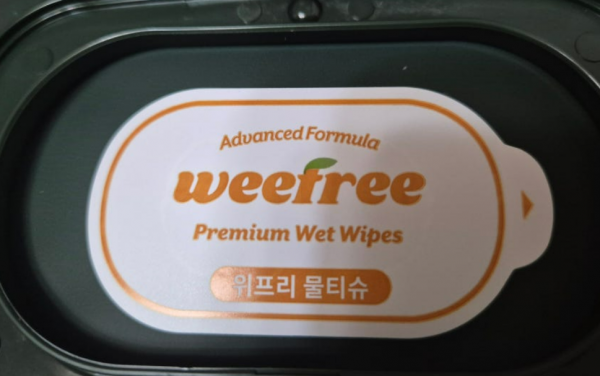 Advanced Formula
weefree
Premium Wet Wipes
위프리 물티슈